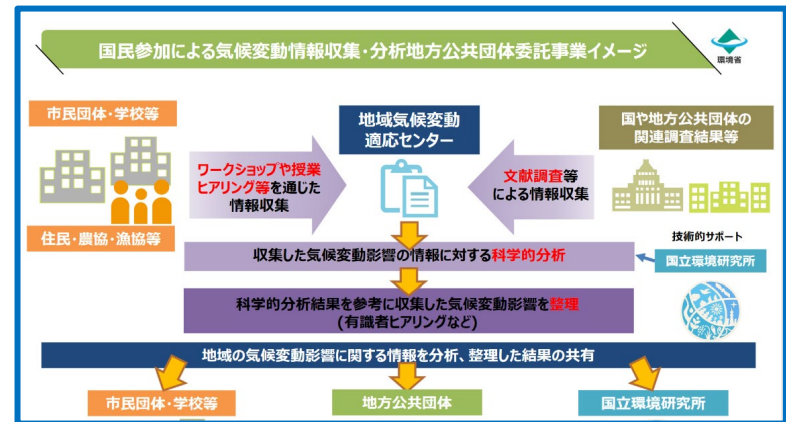 国民参加による気候変動情報収集・分析地方公共団体委託事業イメージ
環境省
市民団体・学校等
地域気候変動
適応センター
国や地方公共団体の
関連調査結果等
ワークショップや授業
ヒアリング等を通じた
情報収集
文献調査等
による情報収集
住民・農協・漁協等
技術的サポート
収集した気候変動影響の情報に対する科学的分析
国立環境研究所
科学的分析結果を参考に収集した気候変動影響を整理
(有識者ヒアリングなど)
地域の気候変動影響に関する情報を分析、整理した結果の共有
市民団体・学校等
地方公共団体
国立環境研究所